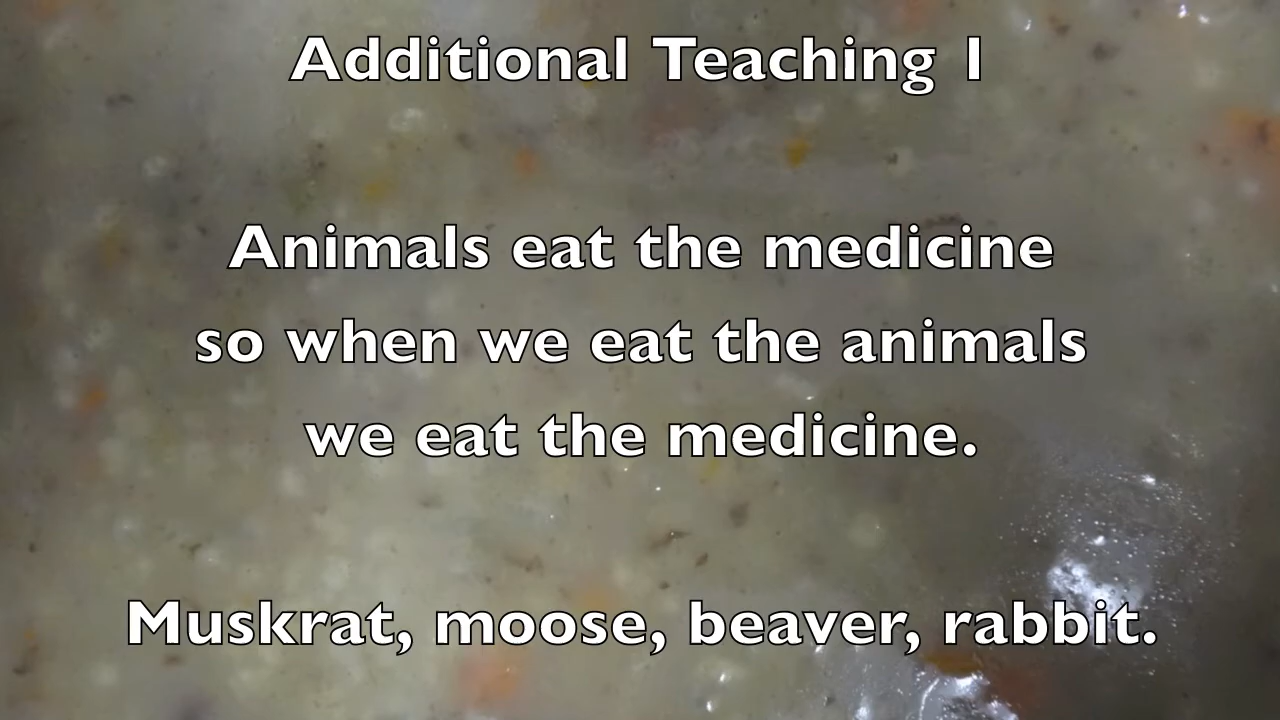 Additional Teaching 1
Animals eat the medicine
so when we eat the animals
we eat the medicine.
Muskrat, moose, beaver, rabbit.